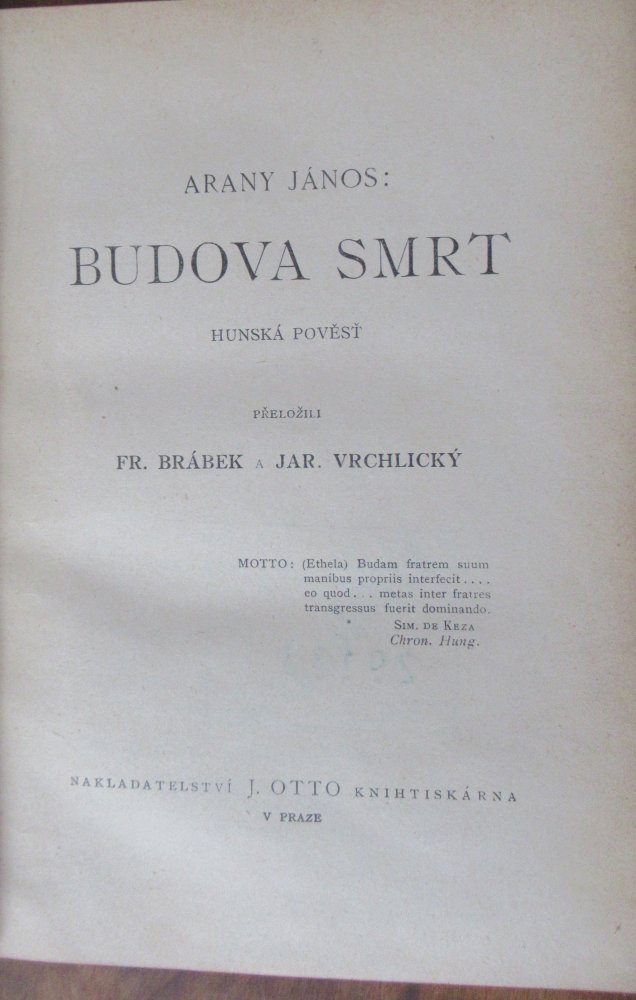 ARANY JÁNOS:
BUDOVA SMRT
HUNSKÁ POVĚSŤ
PŘELOŽILI
FR. BRÁBEK A JAR. VRCHLICKÝ
MOTTO: (Ethela) Budam fratrem suum
manibus propriis interfecit....
eo quod... metas inter fratres
transgressus fuerit dominando.
SIM. DE KEZA
Chron. Hung.
NAKLADATELSTVÍ J. OTTO KNIHTISKÁRNA
V PRAZE